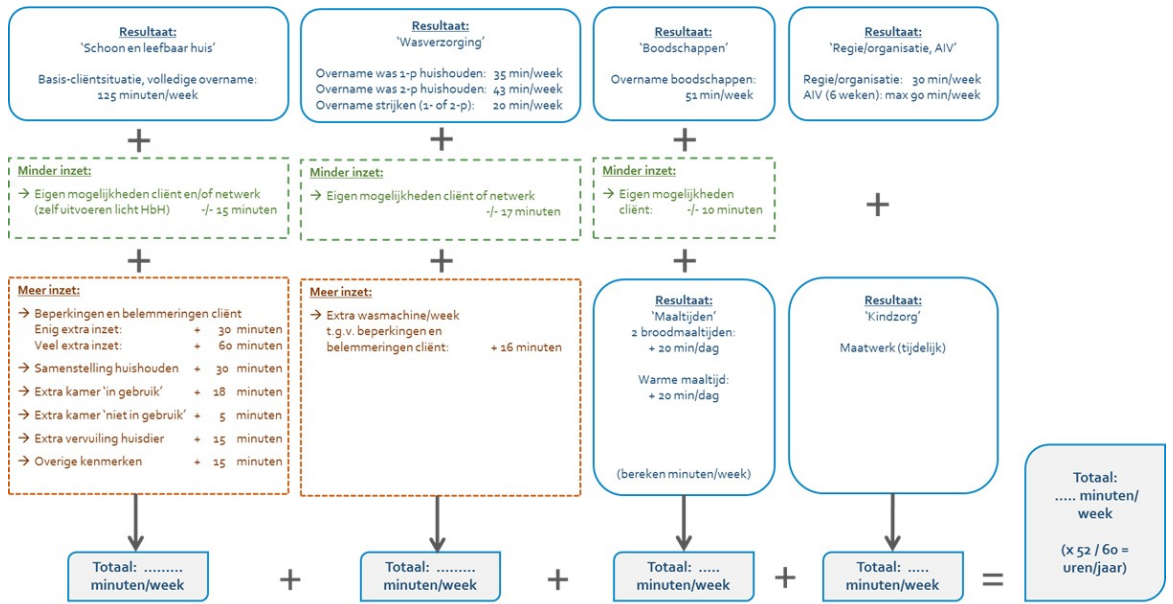 Resultaat:
‘Schoon en leefbaar huis’
Basis-cliëntsituatie, volledige overname:
125 minuten/week
+
Minder inzet:
→ Eigen mogelijkheden cliënt en/of netwerk
(zelf uitvoeren licht HbH) -/- 15 minuten
+
Meer inzet:
→ Beperkingen en belemmeringen cliënt
Enig extra inzet: + 30 minuten
Veel extra inzet: + 60 minuten
→ Samenstelling huishouden + 30 minuten
→ Extra kamer ‘in gebruik’ + 18 minuten
→ Extra kamer ‘niet in gebruik’ + 5 minuten
→ Extra vervuiling huisdier + 15 minuten
→ Overige kenmerken + 15 minuten
Totaal: .........
minuten/week
+
Resultaat:
‘Wasverzorging’
Overname was 1-p huishouden: 35 min/week
Overname was 2-p huishouden: 43 min/week
Overname strijken (1- of 2-p): 20 min/week
+
Minder inzet:
→ Eigen mogelijkheden cliënt of netwerk
-/- 17 minuten
+
Meer inzet:
→ Extra wasmachine/week
t.g.v. beperkingen en
belemmeringen cliënt: + 16 minuten
Totaal: .........
minuten/week
+
Resultaat:
‘Boodschappen’
Overname boodschappen:
51 min/week
+
Minder inzet:
→ Eigen mogelijkheden
cliënt: -/- 10 minuten
+
Resultaat:
‘Maaltijden’
2 broodmaaltijden:
+ 20 min/dag
Warme maaltijd:
+ 20 min/dag
(bereken minuten/week)
Totaal: .....
minuten/week
+
Resultaat:
‘Regie/organisatie, AIV’
Regie/organisatie: 30 min/week
AIV (6 weken): max 90 min/week
+
Resultaat:
‘Kindzorg’
Maatwerk (tijdelijk)
Totaal: .....
minuten/week
=
Totaal:
..... minuten/
week
(x 52 / 60 =
uren/jaar)